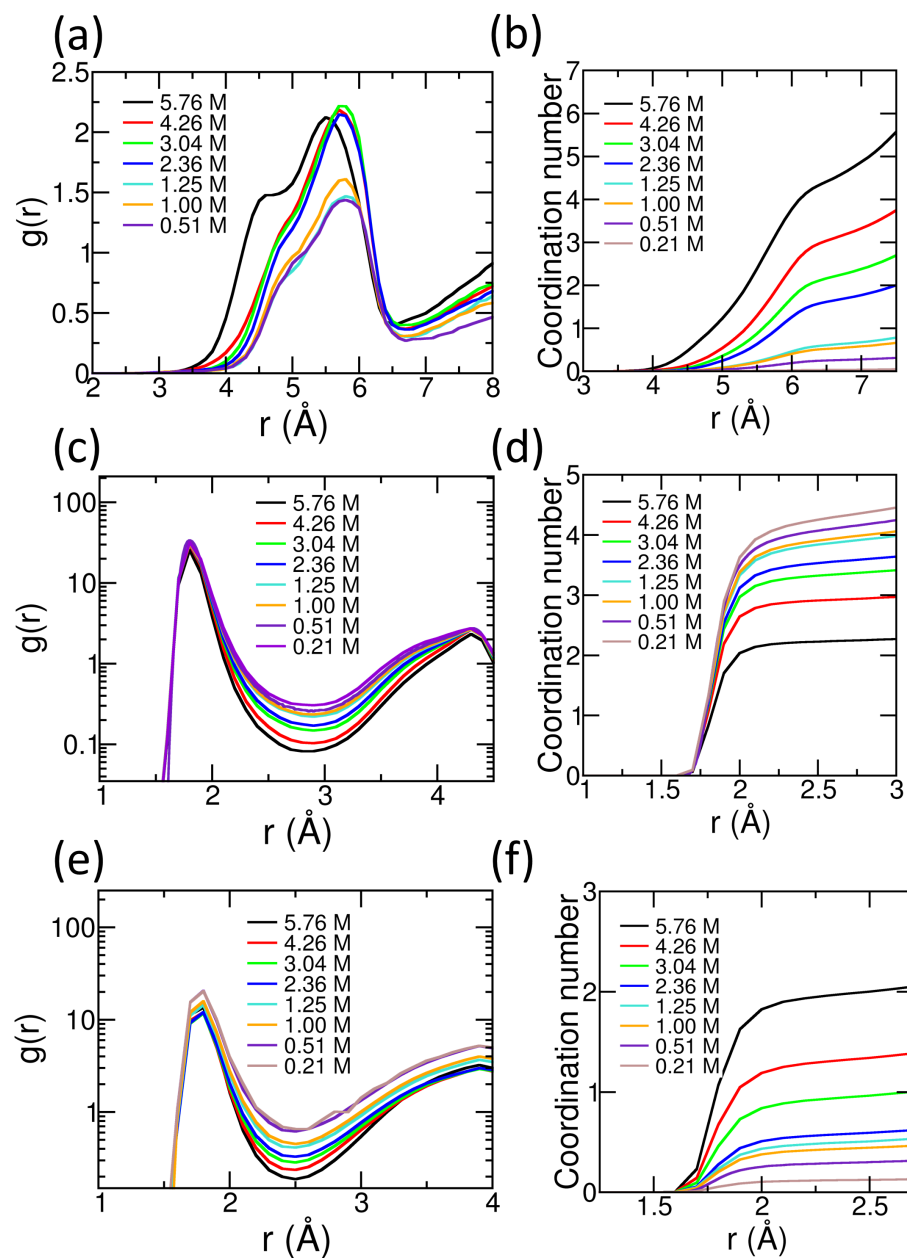 (a)
g(r)
2.5
2
1.5
1
0.5
0
5.76 M
4.26 M
3.04 M
2.36 M
1.25 M
1.00 M
0.51 M
2 3 4 5 6 7 8
r (Å)
(b)
Coordination number
7
6
5
4
3
2
1
0
5.76 M
4.26 M
3.04 M
2.36 M
1.25 M
1.00 M
0.51 M
0.21 M
3 4 5 6 7
r (Å)
(c)
g(r)
100
10
1
0.1
5.76 M
4.26 M
3.04 M
2.36 M
1.25 M
1.00 M
0.51 M
0.21 M
1 2 3 4
r (Å)
(d)
Coordination number
5
4
3
2
1
0
5.76 M
4.26 M
3.04 M
2.36 M
1.25 M
1.00 M
0.51 M
0.21 M
1 1.5 2 2.5 3
r (Å)
(e)
g(r)
100
10
1
5.76 M
4.26 M
3.04 M
2.36 M
1.25 M
1.00 M
0.51 M
0.21 M
1 2 3 4
r (Å)
(f)
Coordination number
3
2
1
0
5.76 M
4.26 M
3.04 M
2.36 M
1.25 M
1.00 M
0.51 M
0.21 M
1.5 2 2.5
r (Å)